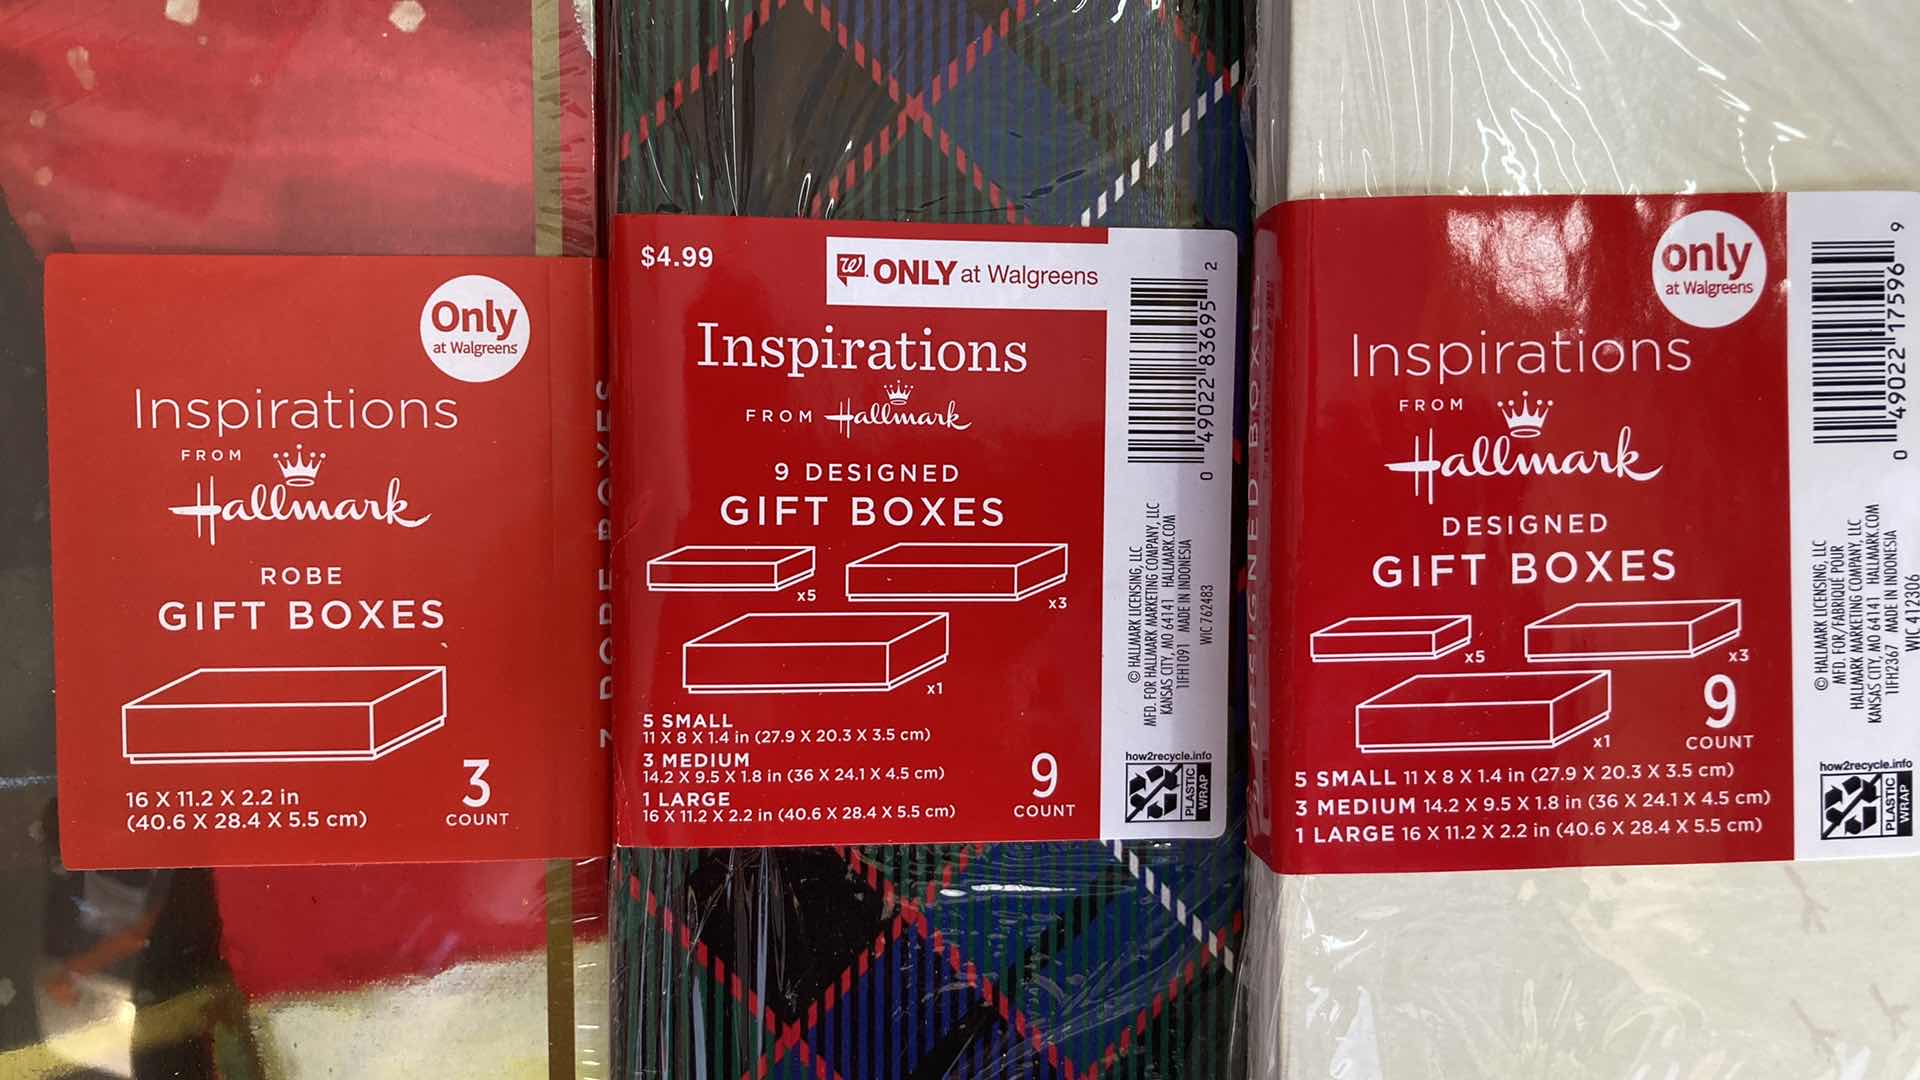 Only
at Walgreens
Inspirations
FROM
Hallmark
ROBE
GIFT BOXES
16 X 11.2 X 2.2 in
(40.6 X 28.4 X 5.5 cm)
3
COUNT
$4.99
W ONLY at Walgreens
Inspirations
FROM Hallmark
9 DESIGNED
GIFT BOXES
x5
x3
x1
5 SMALL
11 X 8 X 1.4 in (27.9 X 20.3 X 3.5 cm)
3 MEDIUM
14.2 X 9.5 X 1.8 in (36 X 24.1 X 4.5 cm)
1 LARGE
16 X 11.2 X 2.2 in (40.6 X 28.4 X 5.5 cm)
9
COUNT
0 49022 83695 2
© HALLMARK LICENSING, LLC
MFD. FOR HALLMARK MARKETING COMPANY, LLC
KANSAS CITY, MO 64141 HALLMARK.COM
1IFH1091 MADE IN INDONESIA
WIC 762483
how2recycle.info
PLASTIC
WRAP
only
at Walgreens
Inspirations
FROM
Hallmark
DESIGNED
GIFT BOXES
x5
x3
x1
9
COUNT
5 SMALL 11 X 8 X 1.4 in (27.9 X 20.3 X 3.5 cm)
3 MEDIUM 14.2 X 9.5 X 1.8 in (36 X 24.1 X 4.5 cm)
1 LARGE 16 X 11.2 X 2.2 in (40.6 X 28.4 X 5.5 cm)
0 49022 17596 9
© HALLMARK LICENSING, LLC
MFD. FOR/FABRIQUÉ POUR
HALLMARK MARKETING COMPANY, LLC
KANSAS CITY, MO 64141 HALLMARK.COM
1IFH2367 MADE IN INDONESIA
WIC 412306
how2recycle.info
PLASTIC
WRAP